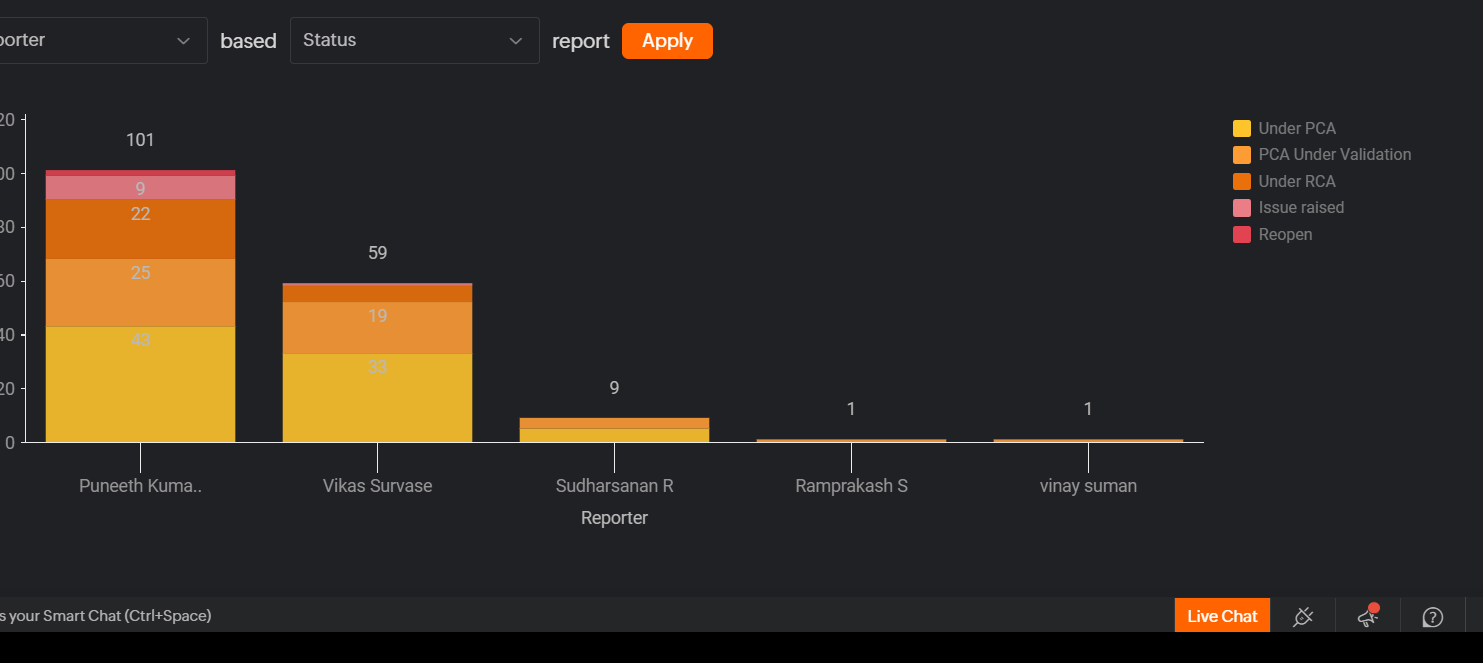 porter based Status report Apply
20
00
80
60
40
20
0
101
9
22
25
43
59
19
33
9
1
1
Puneeth Kuma.. Vikas Survase Sudharsanan R Ramprakash S vinay suman
Reporter
Under PCA
PCA Under Validation
Under RCA
Issue raised
Reopen
s your Smart Chat (Ctrl+Space) Live Chat